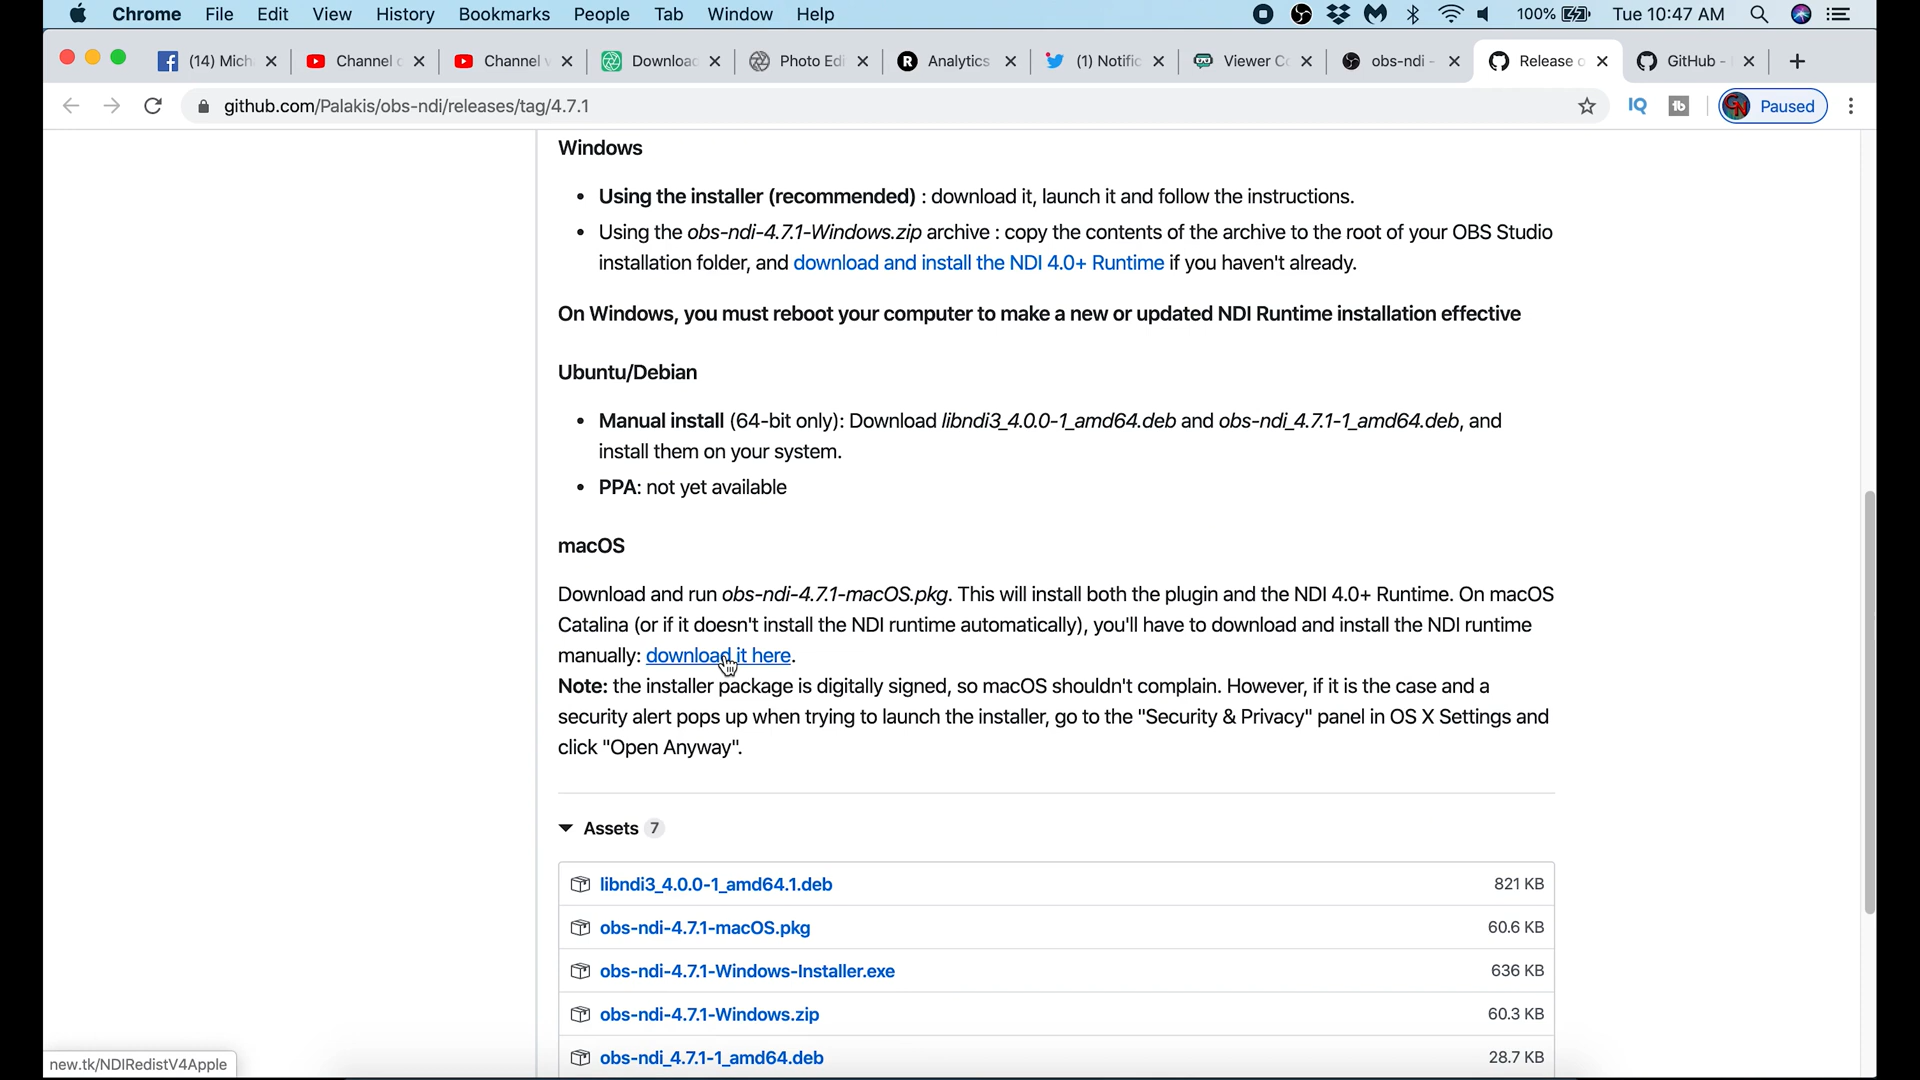 Chrome File Edit View History Bookmarks People Tab Window Help 100% Tue 10:47 AM
(14) Mich Channel c Channel v Downloac Photo Edi Analytics (1) Notific Viewer Co obs-ndi - Release o GitHub -
github.com/Palakis/obs-ndi/releases/tag/4.7.1 IQ tb GN Paused
Windows
• Using the installer (recommended) : download it, launch it and follow the instructions.
• Using the obs-ndi-4.7.1-Windows.zip archive : copy the contents of the archive to the root of your OBS Studio
installation folder, and download and install the NDI 4.0+ Runtime if you haven't already.
On Windows, you must reboot your computer to make a new or updated NDI Runtime installation effective
Ubuntu/Debian
• Manual install (64-bit only): Download libndi3_4.0.0-1_amd64.deb and obs-ndi_4.7.1-1_amd64.deb, and
install them on your system.
• PPA: not yet available
macOS
Download and run obs-ndi-4.7.1-macOS.pkg. This will install both the plugin and the NDI 4.0+ Runtime. On macOS
Catalina (or if it doesn't install the NDI runtime automatically), you'll have to download and install the NDI runtime
manually: download it here.
Note: the installer package is digitally signed, so macOS shouldn't complain. However, if it is the case and a
security alert pops up when trying to launch the installer, go to the "Security & Privacy" panel in OS X Settings and
click "Open Anyway".
Assets 7
libndi3_4.0.0-1_amd64.1.deb 821 KB
obs-ndi-4.7.1-macOS.pkg 60.6 KB
obs-ndi-4.7.1-Windows-Installer.exe 636 KB
obs-ndi-4.7.1-Windows.zip 60.3 KB
obs-ndi_4.7.1-1_amd64.deb 28.7 KB
new.tk/NDIRedistV4Apple